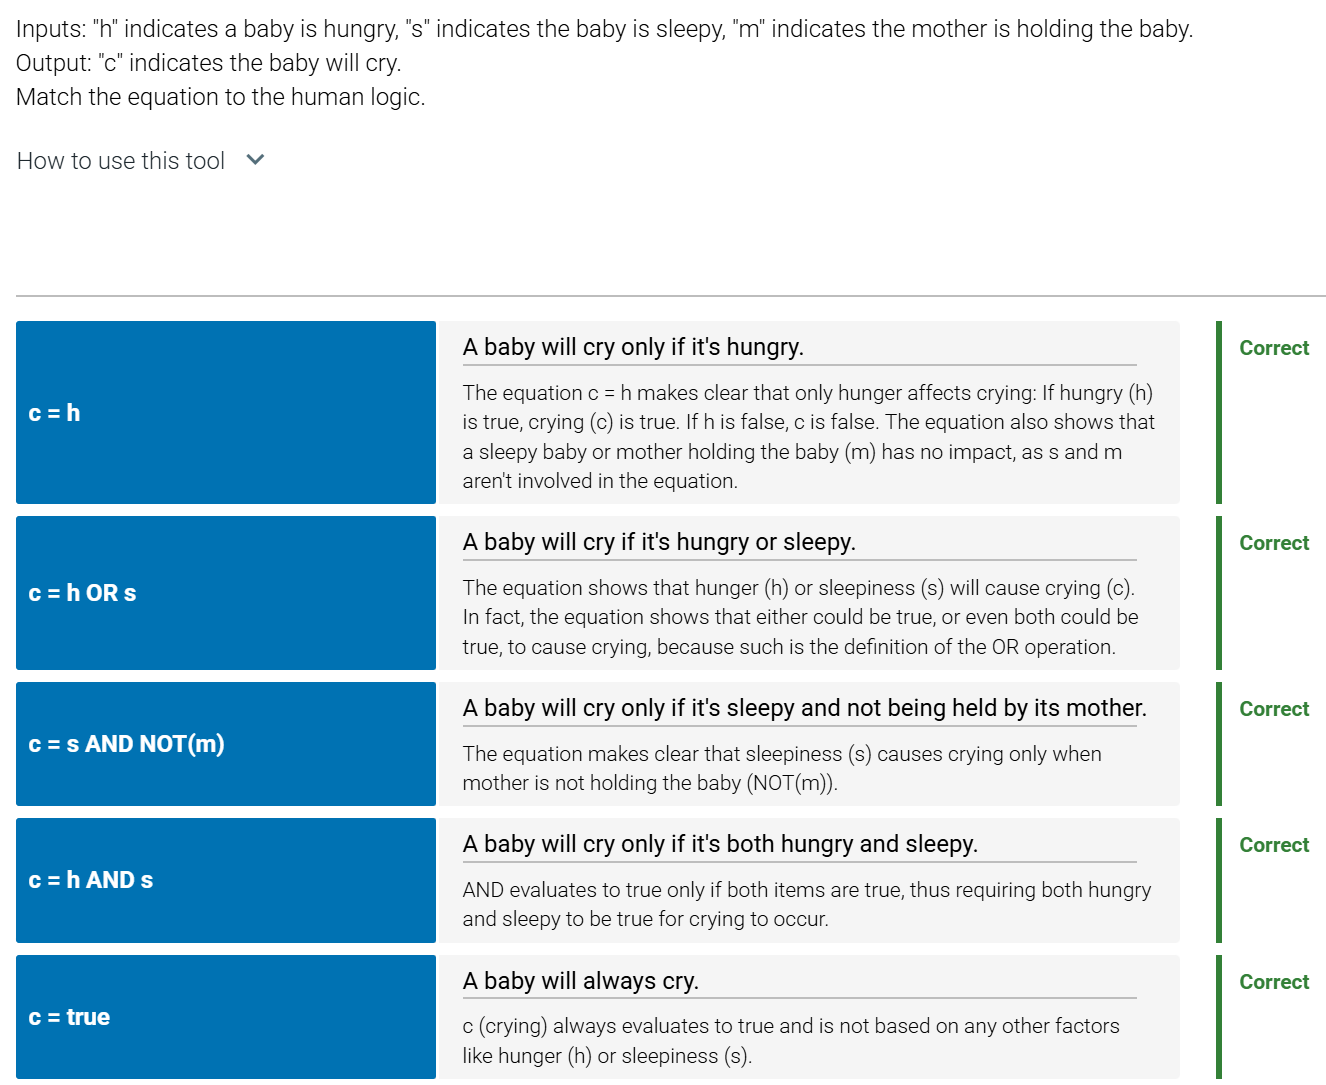 Inputs: "h" indicates a baby is hungry, "s" indicates the baby is sleepy, "m" indicates the mother is holding the baby.
Output: "c" indicates the baby will cry.
Match the equation to the human logic.
How to use this tool
c = h
A baby will cry only if it's hungry.
The equation c = h makes clear that only hunger affects crying: If hungry (h)
is true, crying (c) is true. If h is false, c is false. The equation also shows that
a sleepy baby or mother holding the baby (m) has no impact, as s and m
aren't involved in the equation.
Correct
c = h OR s
A baby will cry if it's hungry or sleepy.
The equation shows that hunger (h) or sleepiness (s) will cause crying (c).
In fact, the equation shows that either could be true, or even both could be
true, to cause crying, because such is the definition of the OR operation.
Correct
c = s AND NOT(m)
A baby will cry only if it's sleepy and not being held by its mother.
The equation makes clear that sleepiness (s) causes crying only when
mother is not holding the baby (NOT(m)).
Correct
c = h AND s
A baby will cry only if it's both hungry and sleepy.
AND evaluates to true only if both items are true, thus requiring both hungry
and sleepy to be true for crying to occur.
Correct
c = true
A baby will always cry.
c (crying) always evaluates to true and is not based on any other factors
like hunger (h) or sleepiness (s).
Correct